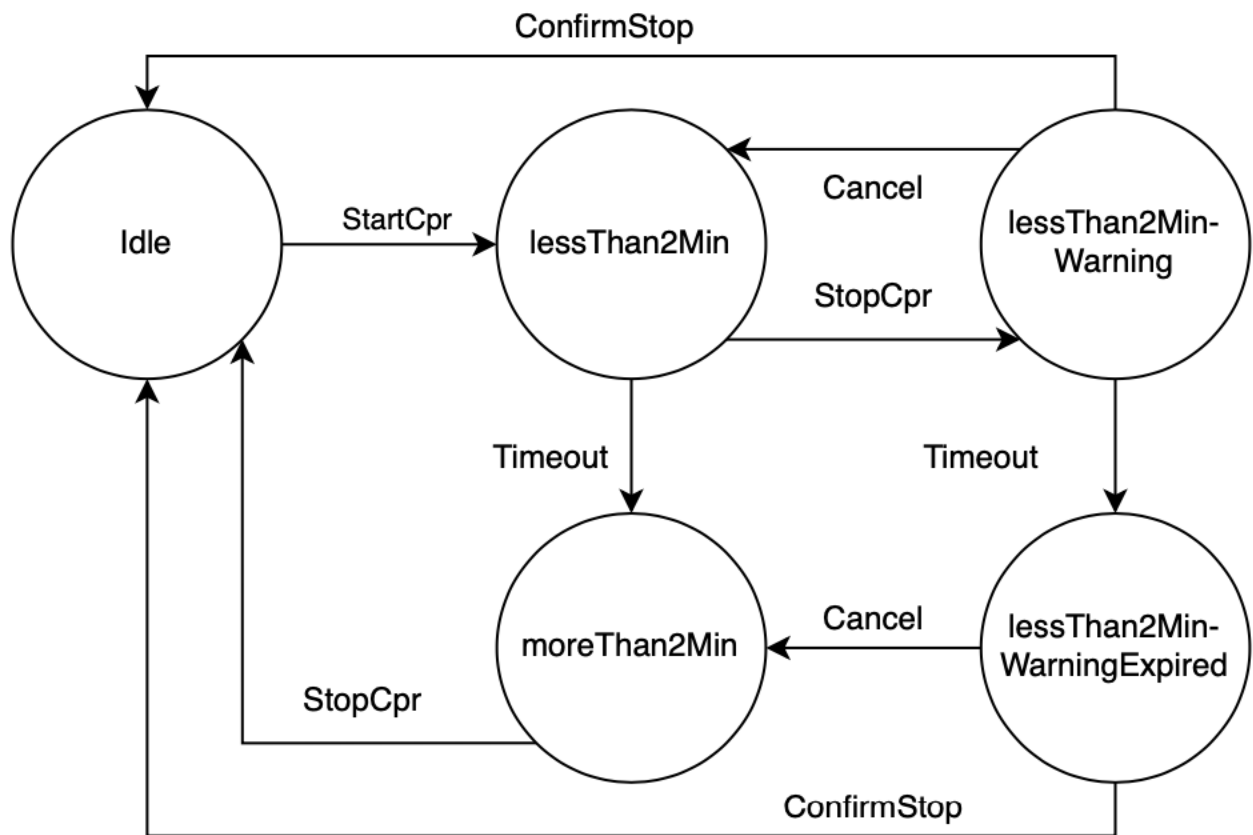 ConfirmStop
Idle
StartCpr
lessThan2Min
Cancel
StopCpr
lessThan2Min-
Warning
Timeout
Timeout
moreThan2Min
Cancel
lessThan2Min-
WarningExpired
StopCpr
ConfirmStop